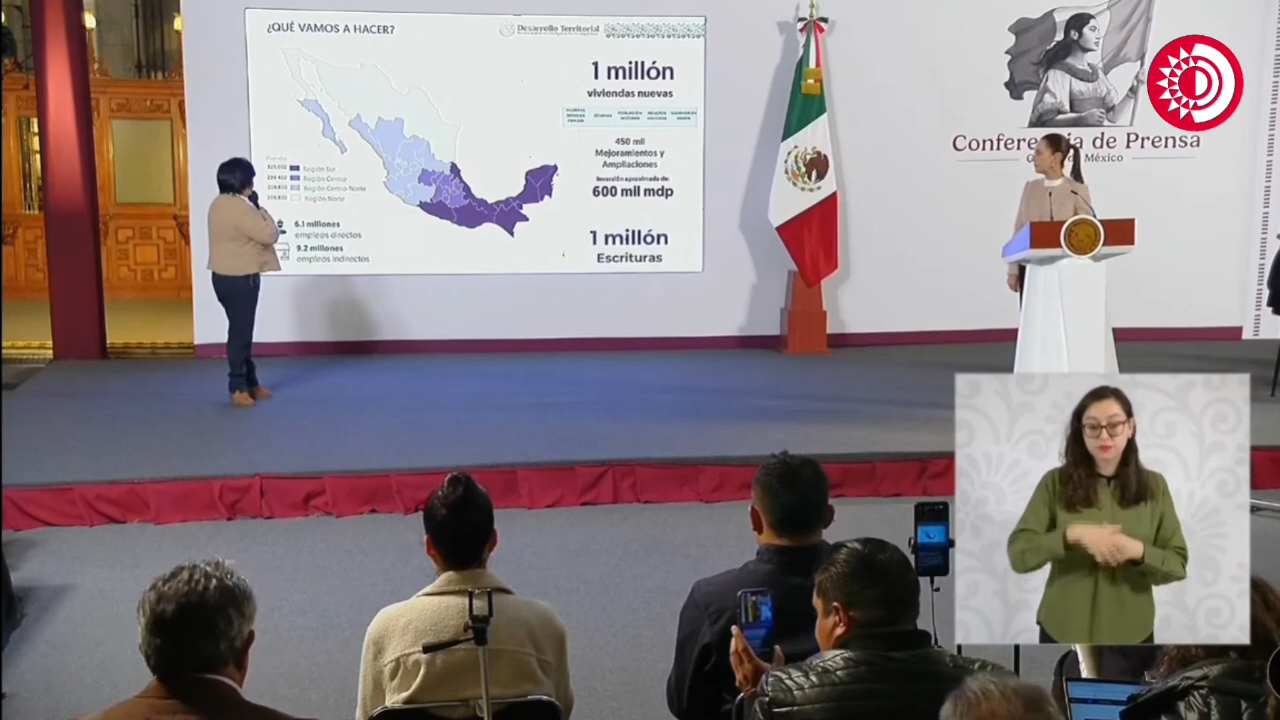 ¿QUÉ VAMOS A HACER?
Desarrollo Territorial
1 millón
viviendas nuevas
450 mil
Mejoramientos y
Ampliaciones
Inversión aproximada de:
600 mil mdp
1 millón
Escrituras
Vivienda
Región Sur
Región Centro
Región Centro-Norte
Región Norte
6.1 millones
empleos directos
9.2 millones
empleos indirectos
Conferencia de Prensa
México